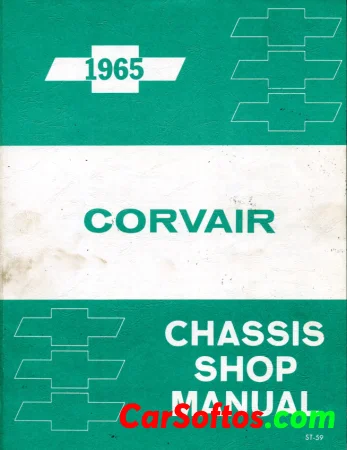 1965
CORVAIR
CHASSIS
SHOP
MANUAL
CarSoftos.com
ST-59